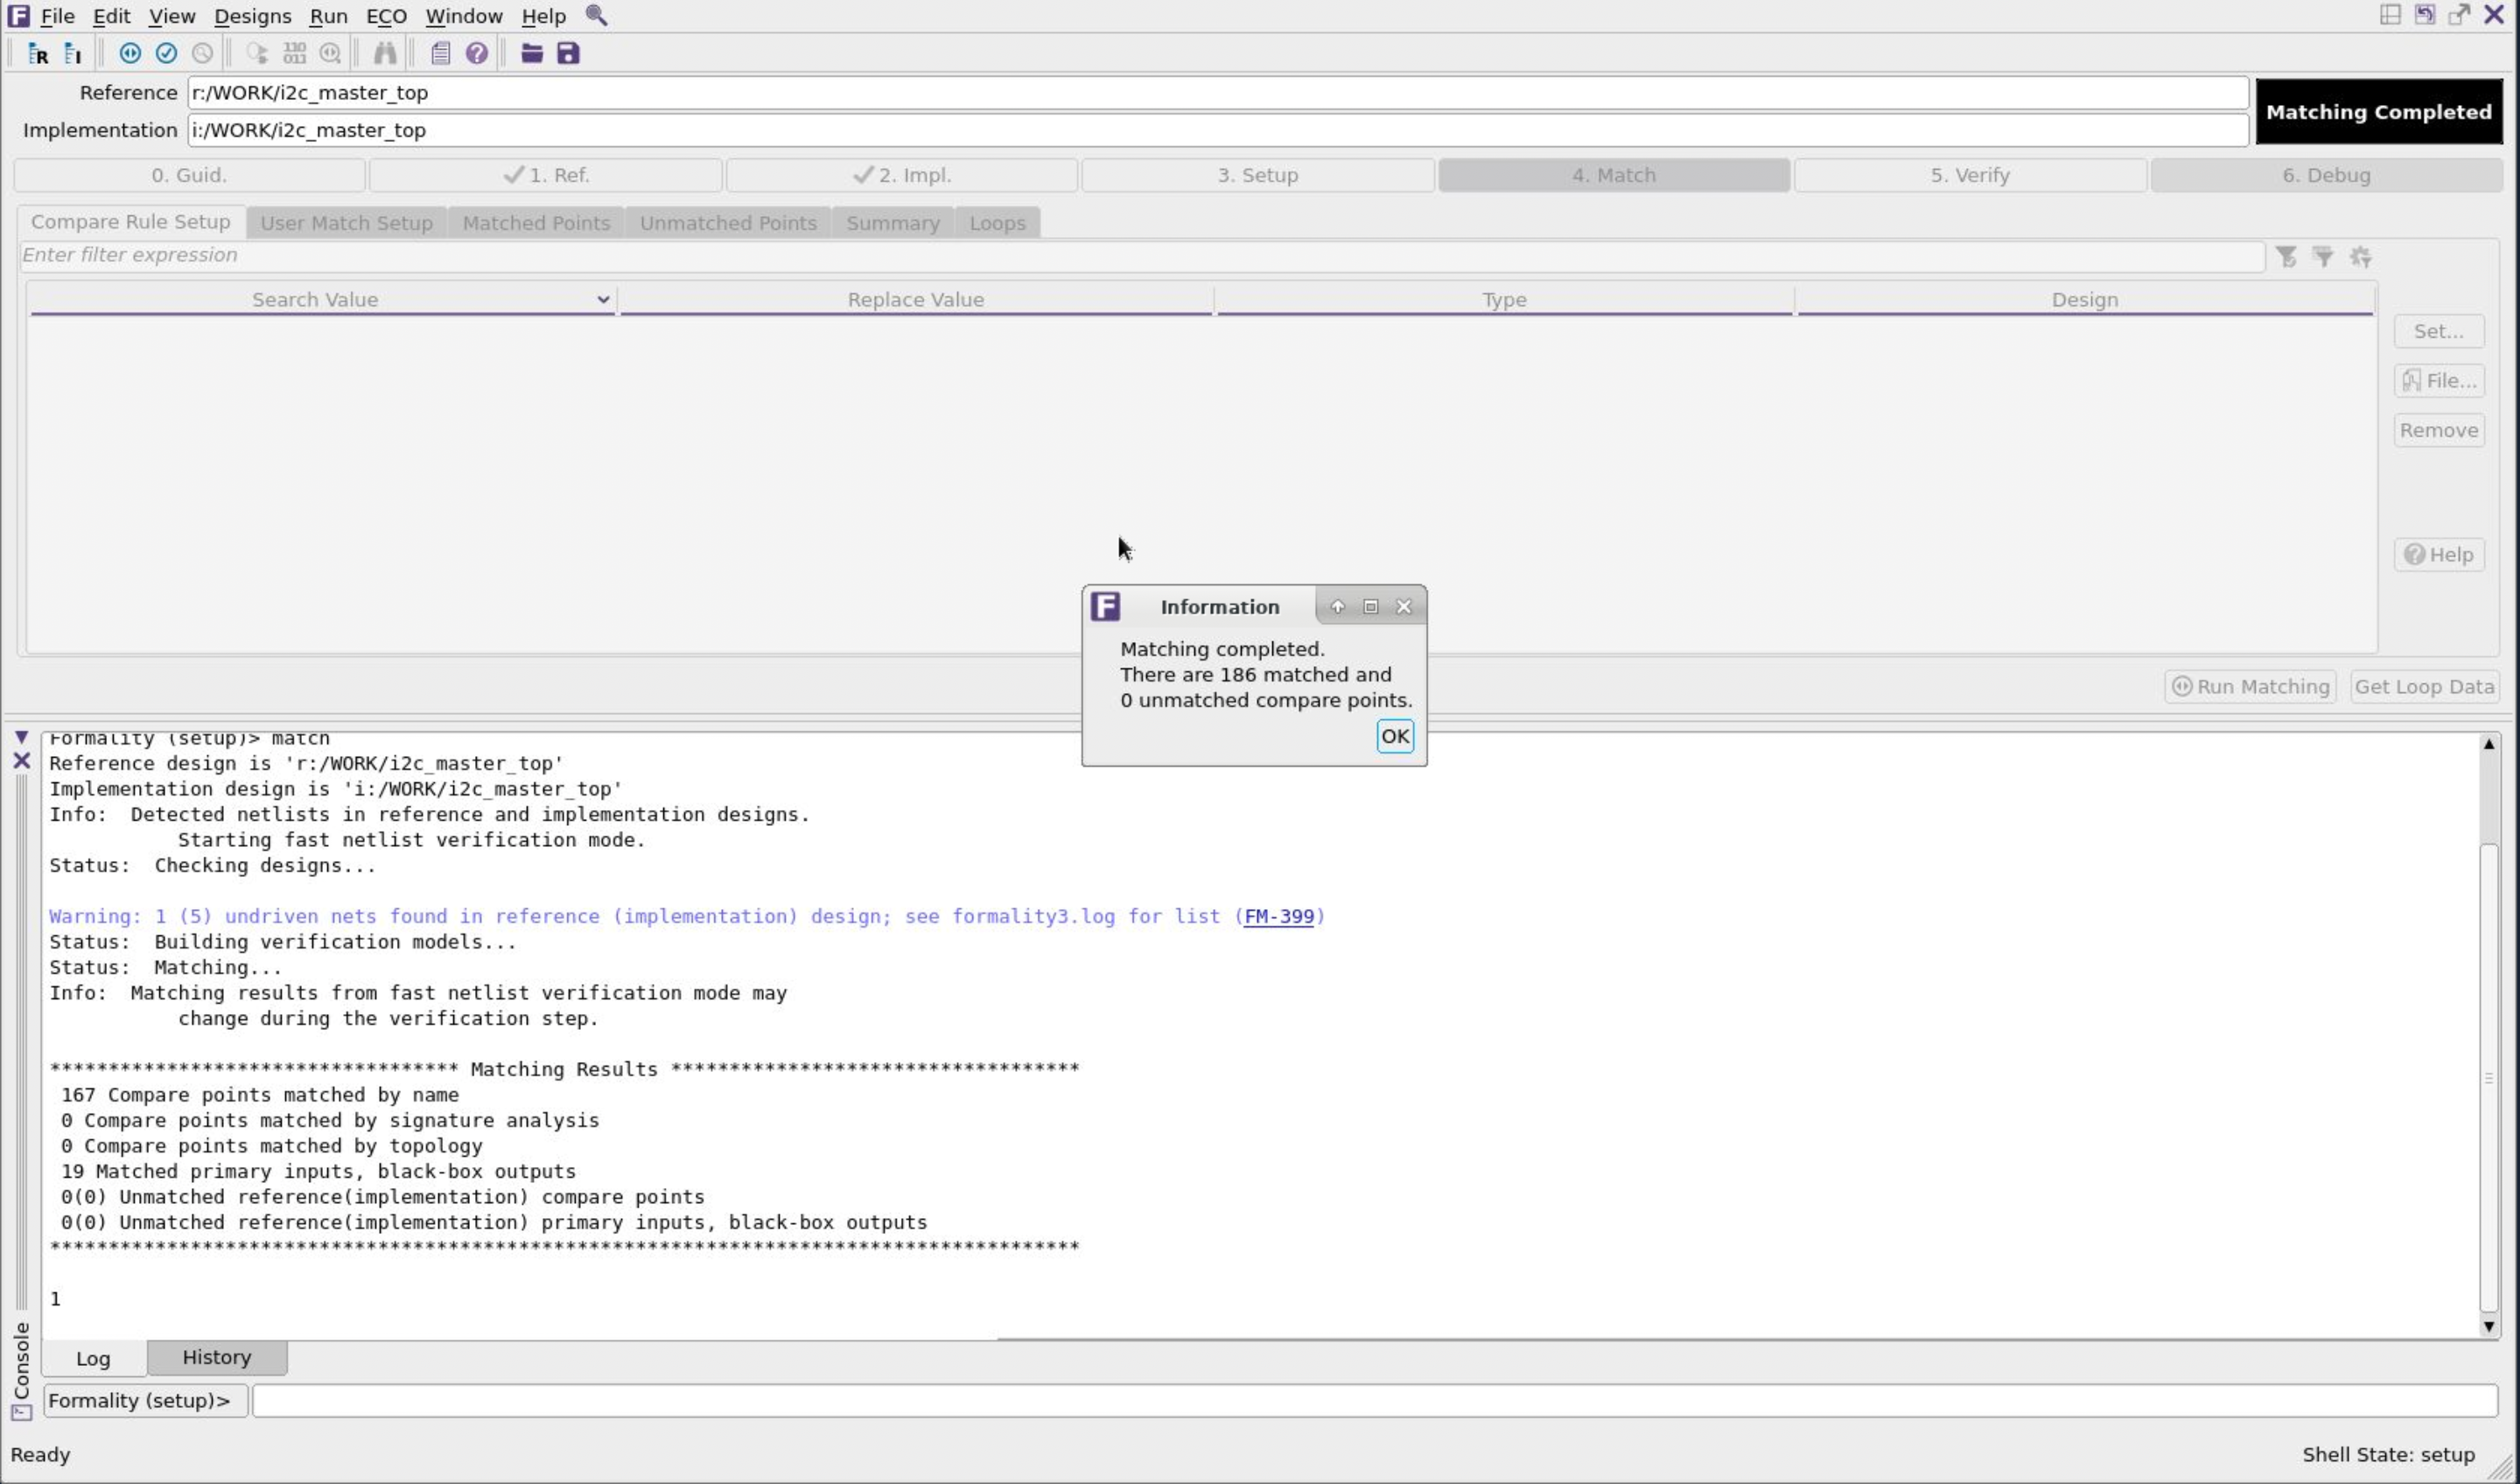 File Edit View Designs Run ECO Window Help
Reference r:/WORK/i2c_master_top
Matching Completed
Implementation i:/WORK/i2c_master_top
0. Guid. 1. Ref. 2. Impl. 3. Setup 4. Match 5. Verify 6. Debug
Compare Rule Setup User Match Setup Matched Points Unmatched Points Summary Loops
Enter filter expression
Search Value Replace Value Type Design
Set...
File...
Remove
Help
Information
Matching completed.
There are 186 matched and
0 unmatched compare points.
OK
Run Matching Get Loop Data
Formality (setup)> match
Reference design is 'r:/WORK/i2c_master_top'
Implementation design is 'i:/WORK/i2c_master_top'
Info:  Detected netlists in reference and implementation designs.
Starting fast netlist verification mode.
Status:  Checking designs...
Warning: 1 (5) undriven nets found in reference (implementation) design; see formality3.log for list (FM-399)
Status:  Building verification models...
Status:  Matching...
Info:  Matching results from fast netlist verification mode may
change during the verification step.
*********************************** Matching Results ***********************************
167 Compare points matched by name
0 Compare points matched by signature analysis
0 Compare points matched by topology
19 Matched primary inputs, black-box outputs
0(0) Unmatched reference(implementation) compare points
0(0) Unmatched reference(implementation) primary inputs, black-box outputs
****************************************************************************************
1
Console
Log History
Formality (setup)>
Ready
Shell State: setup